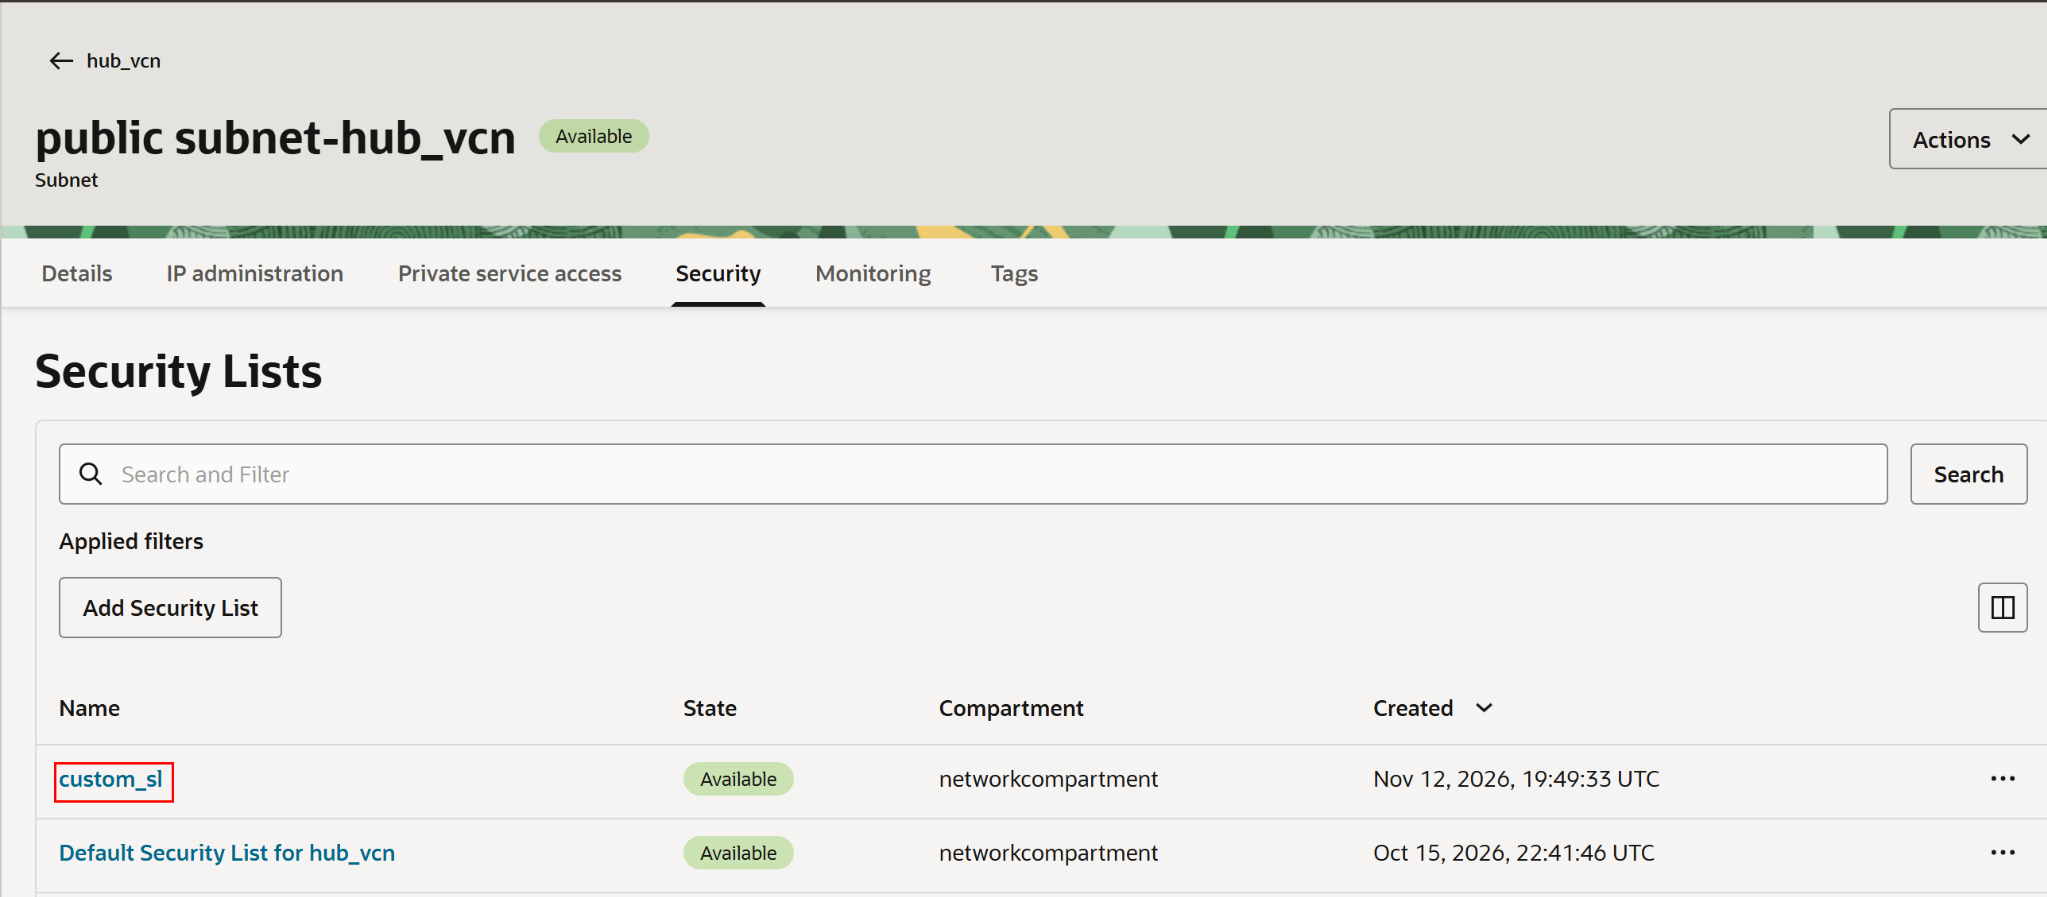 hub_vcn
public subnet-hub_vcn Available
Subnet
Actions
Details IP administration Private service access Security Monitoring Tags
Security Lists
Search and Filter Search
Applied filters
Add Security List
Name State Compartment Created
custom_sl Available networkcompartment Nov 12, 2026, 19:49:33 UTC
Default Security List for hub_vcn Available networkcompartment Oct 15, 2026, 22:41:46 UTC